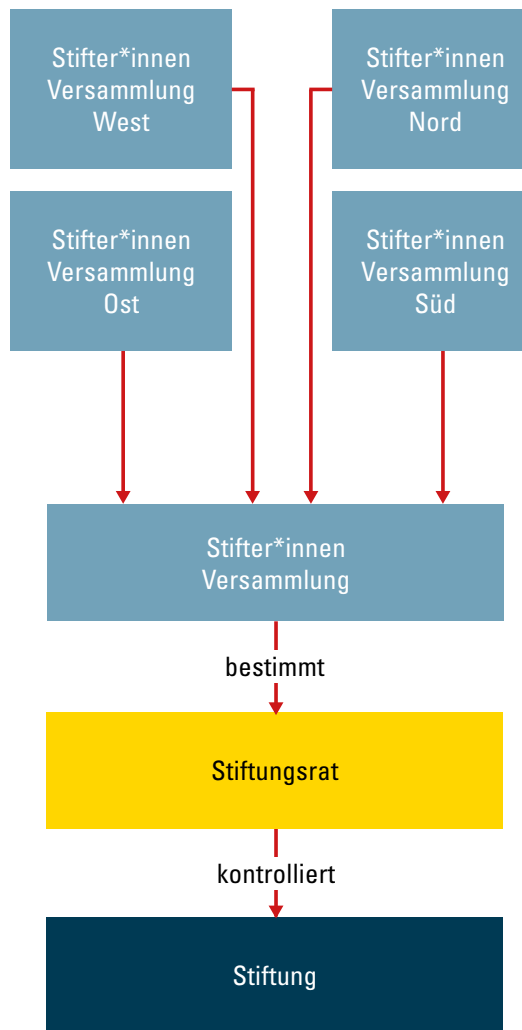 Stifter*innen
Versammlung
West
Stifter*innen
Versammlung
Nord
Stifter*innen
Versammlung
Ost
Stifter*innen
Versammlung
Süd
Stifter*innen
Versammlung
bestimmt
Stiftungsrat
kontrolliert
Stiftung